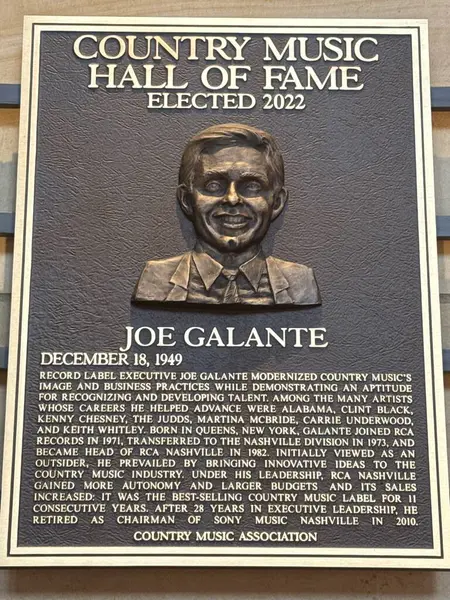 COUNTRY MUSIC
HALL OF FAME
ELECTED 2022
JOE GALANTE
DECEMBER 18, 1949
RECORD LABEL EXECUTIVE JOE GALANTE MODERNIZED COUNTRY MUSIC'S
IMAGE AND BUSINESS PRACTICES WHILE DEMONSTRATING AN APTITUDE
FOR RECOGNIZING AND DEVELOPING TALENT. AMONG THE MANY ARTISTS
WHOSE CAREERS HE HELPED ADVANCE WERE ALABAMA, CLINT BLACK,
KENNY CHESNEY, THE JUDDS, MARTINA MCBRIDE, CARRIE UNDERWOOD,
AND KEITH WHITLEY. BORN IN QUEENS, NEW YORK, GALANTE JOINED RCA
RECORDS IN 1971, TRANSFERRED TO THE NASHVILLE DIVISION IN 1973, AND
BECAME HEAD OF RCA NASHVILLE IN 1982. INITIALLY VIEWED AS AN
OUTSIDER, HE PREVAILED BY BRINGING INNOVATIVE IDEAS TO THE
COUNTRY MUSIC INDUSTRY. UNDER HIS LEADERSHIP, RCA NASHVILLE
GAINED MORE AUTONOMY AND LARGER BUDGETS AND ITS SALES
INCREASED: IT WAS THE BEST-SELLING COUNTRY MUSIC LABEL FOR 11
CONSECUTIVE YEARS. AFTER 28 YEARS IN EXECUTIVE LEADERSHIP, HE
RETIRED AS CHAIRMAN OF SONY MUSIC NASHVILLE IN 2010.
COUNTRY MUSIC ASSOCIATION